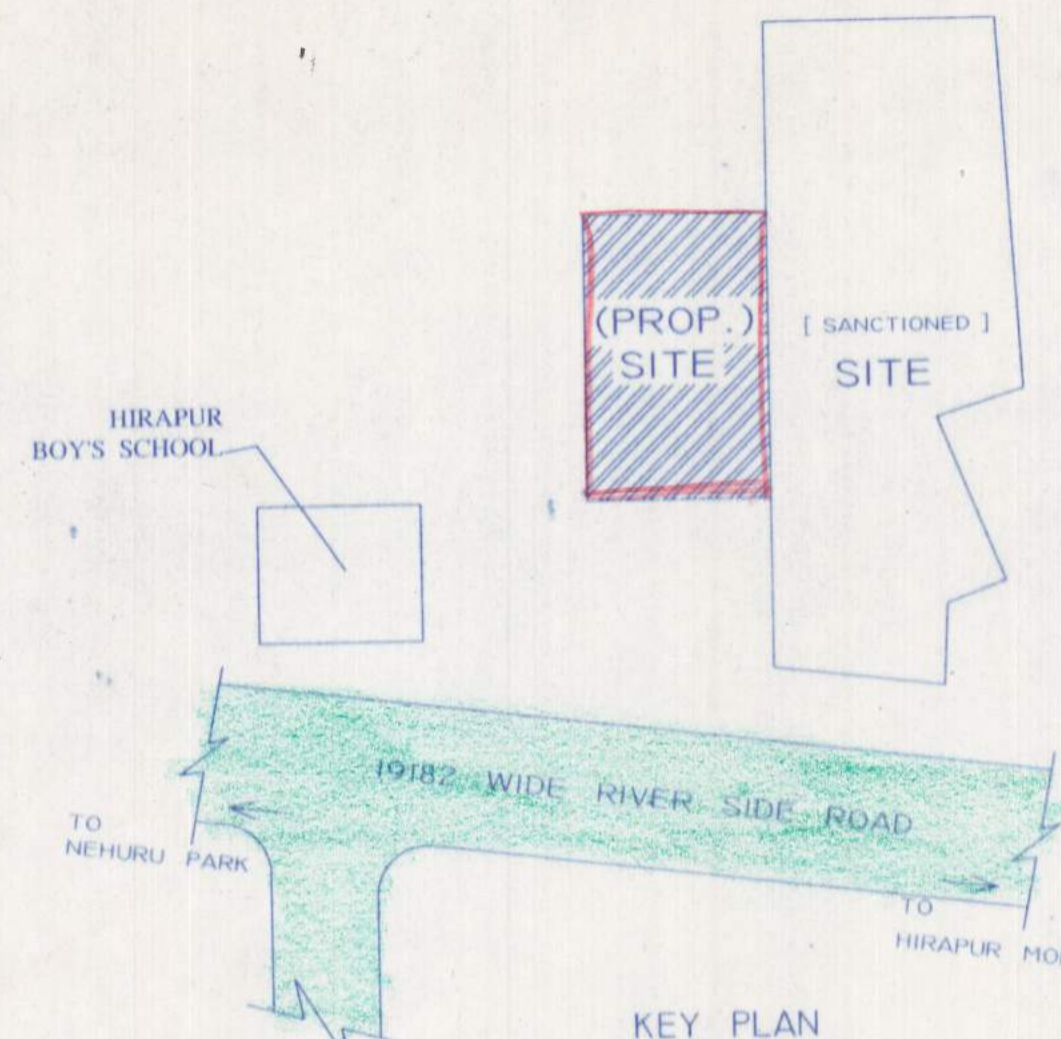 (PROP.)
SITE
[ SANCTIONED ]
SITE
HIRAPUR
BOY'S SCHOOL
19182 WIDE RIVER SIDE ROAD
TO
NEHURU PARK
TO
HIRAPUR
KEY PLAN